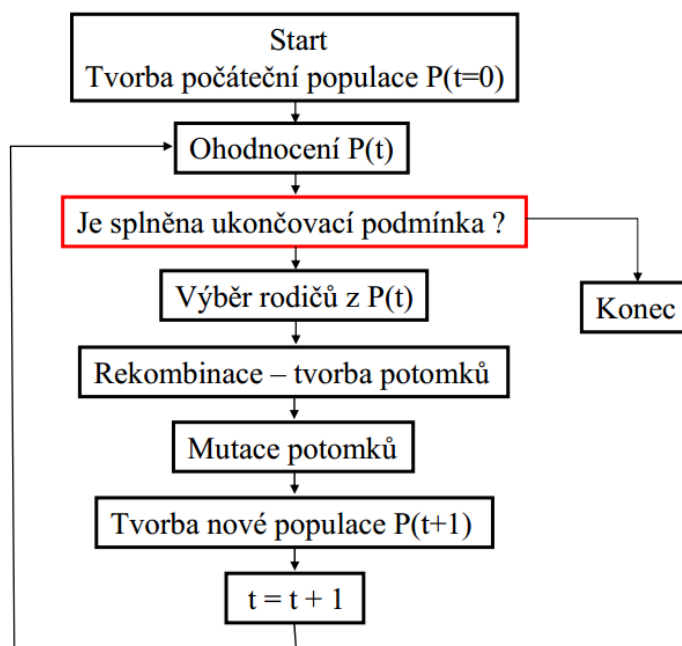 Start
Tvorba počáteční populace P(t=0)
Ohodnocení P(t)
Je splněna ukončovací podmínka ?
Výběr rodičů z P(t)
Konec
Rekombinace – tvorba potomků
Mutace potomků
Tvorba nové populace P(t+1)
t = t + 1